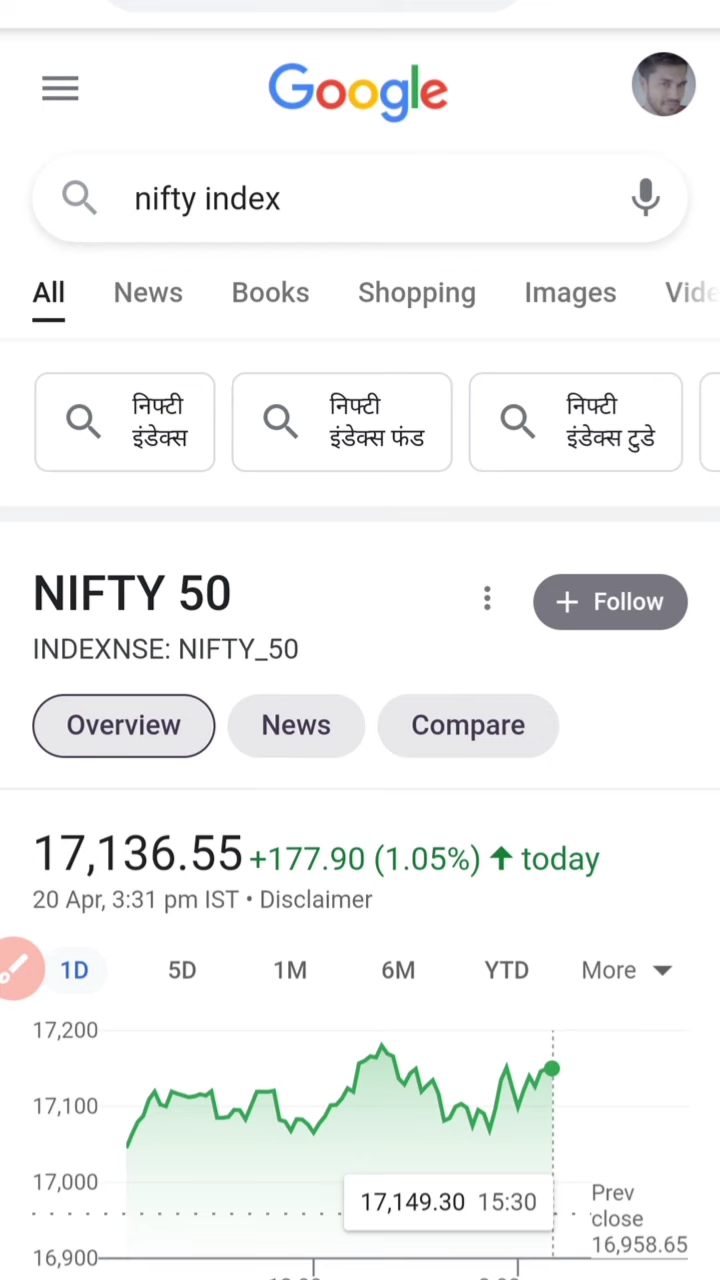 Google
nifty index
All News Books Shopping Images Vide
निफ्टी
इंडेक्स
निफ्टी
इंडेक्स फंड
निफ्टी
इंडेक्स टुडे
NIFTY 50
+ Follow
INDEXNSE: NIFTY_50
Overview News Compare
17,136.55 +177.90 (1.05%) ↑ today
20 Apr, 3:31 pm IST • Disclaimer
1D 5D 1M 6M YTD More
17,200
17,100
17,000
17,149.30 15:30
Prev
close
16,958.65
16,900